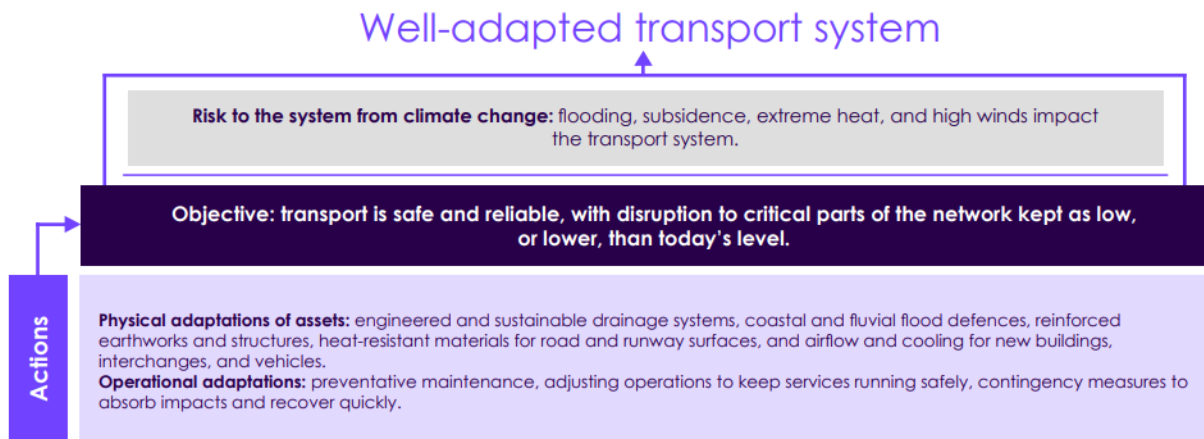 Well-adapted transport system
Risk to the system from climate change: flooding, subsidence, extreme heat, and high winds impact
the transport system.
Objective: transport is safe and reliable, with disruption to critical parts of the network kept as low,
or lower, than today's level.
Actions
Physical adaptations of assets: engineered and sustainable drainage systems, coastal and fluvial flood defences, reinforced
earthworks and structures, heat-resistant materials for road and runway surfaces, and airflow and cooling for new buildings,
interchanges, and vehicles.
Operational adaptations: preventative maintenance, adjusting operations to keep services running safely, contingency measures to
absorb impacts and recover quickly.